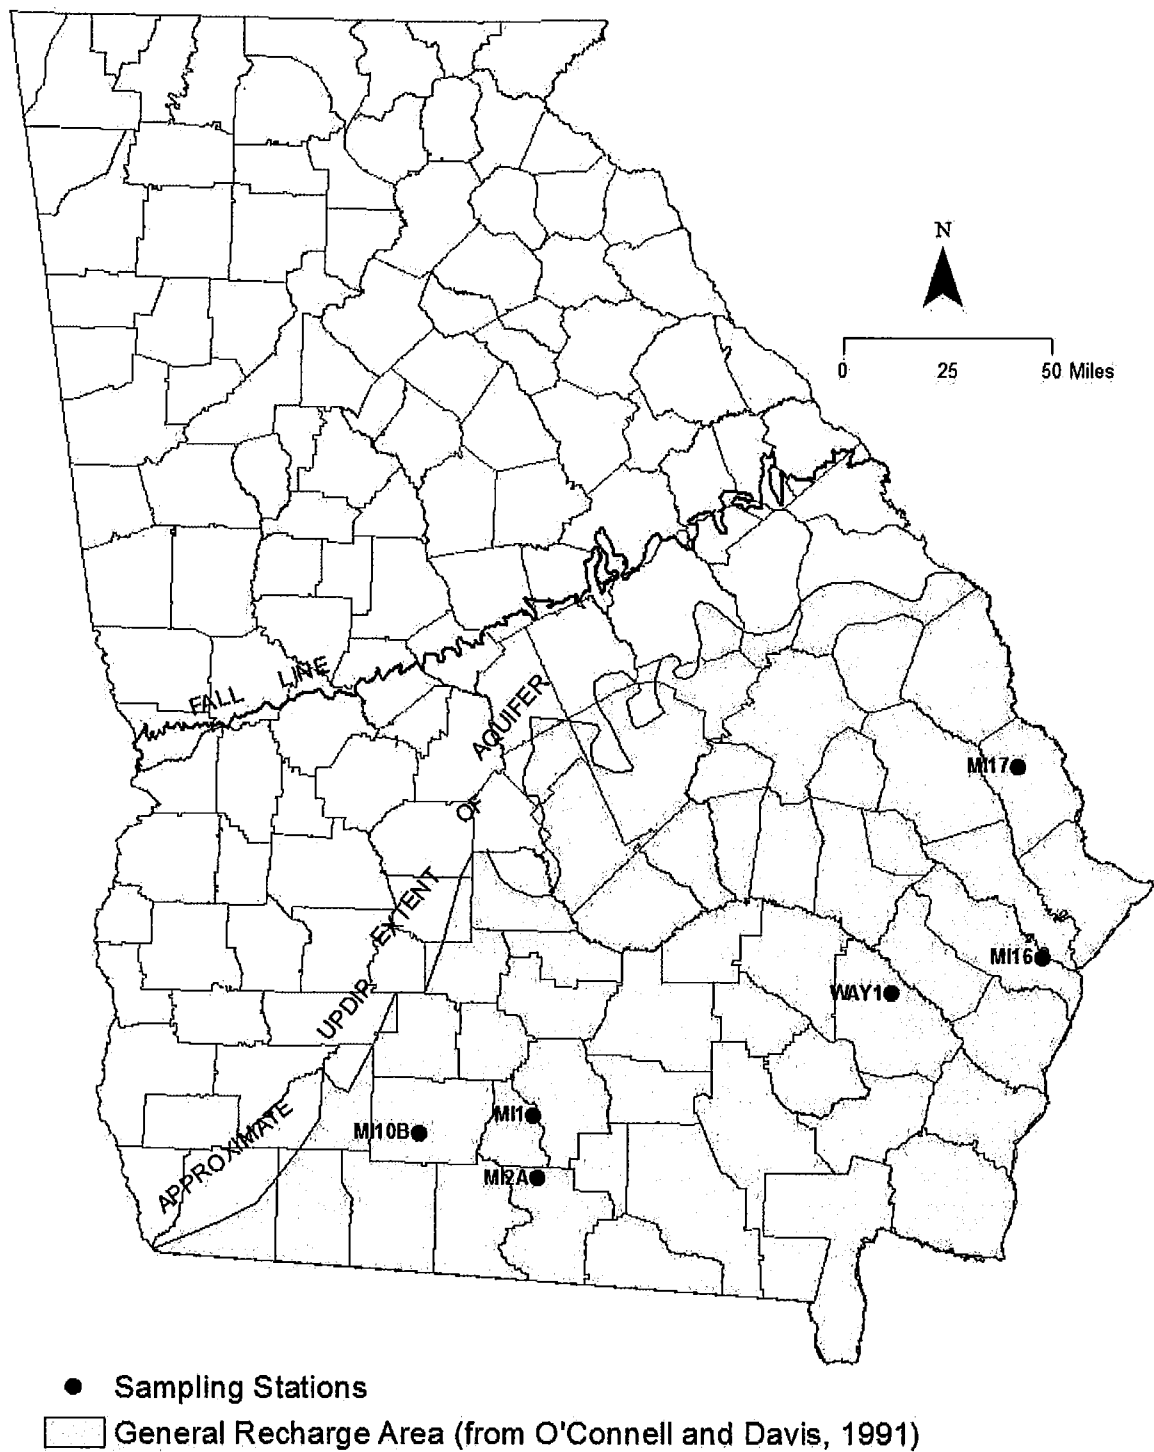 N
0 25 50 Miles
FALL LINE
AQUIFER
OF
EXTENT
UPDIP
APPROXIMATE
MI17
MI16
WAY1
MI1
MI10B
MI2A
Sampling Stations
General Recharge Area (from O'Connell and Davis, 1991)